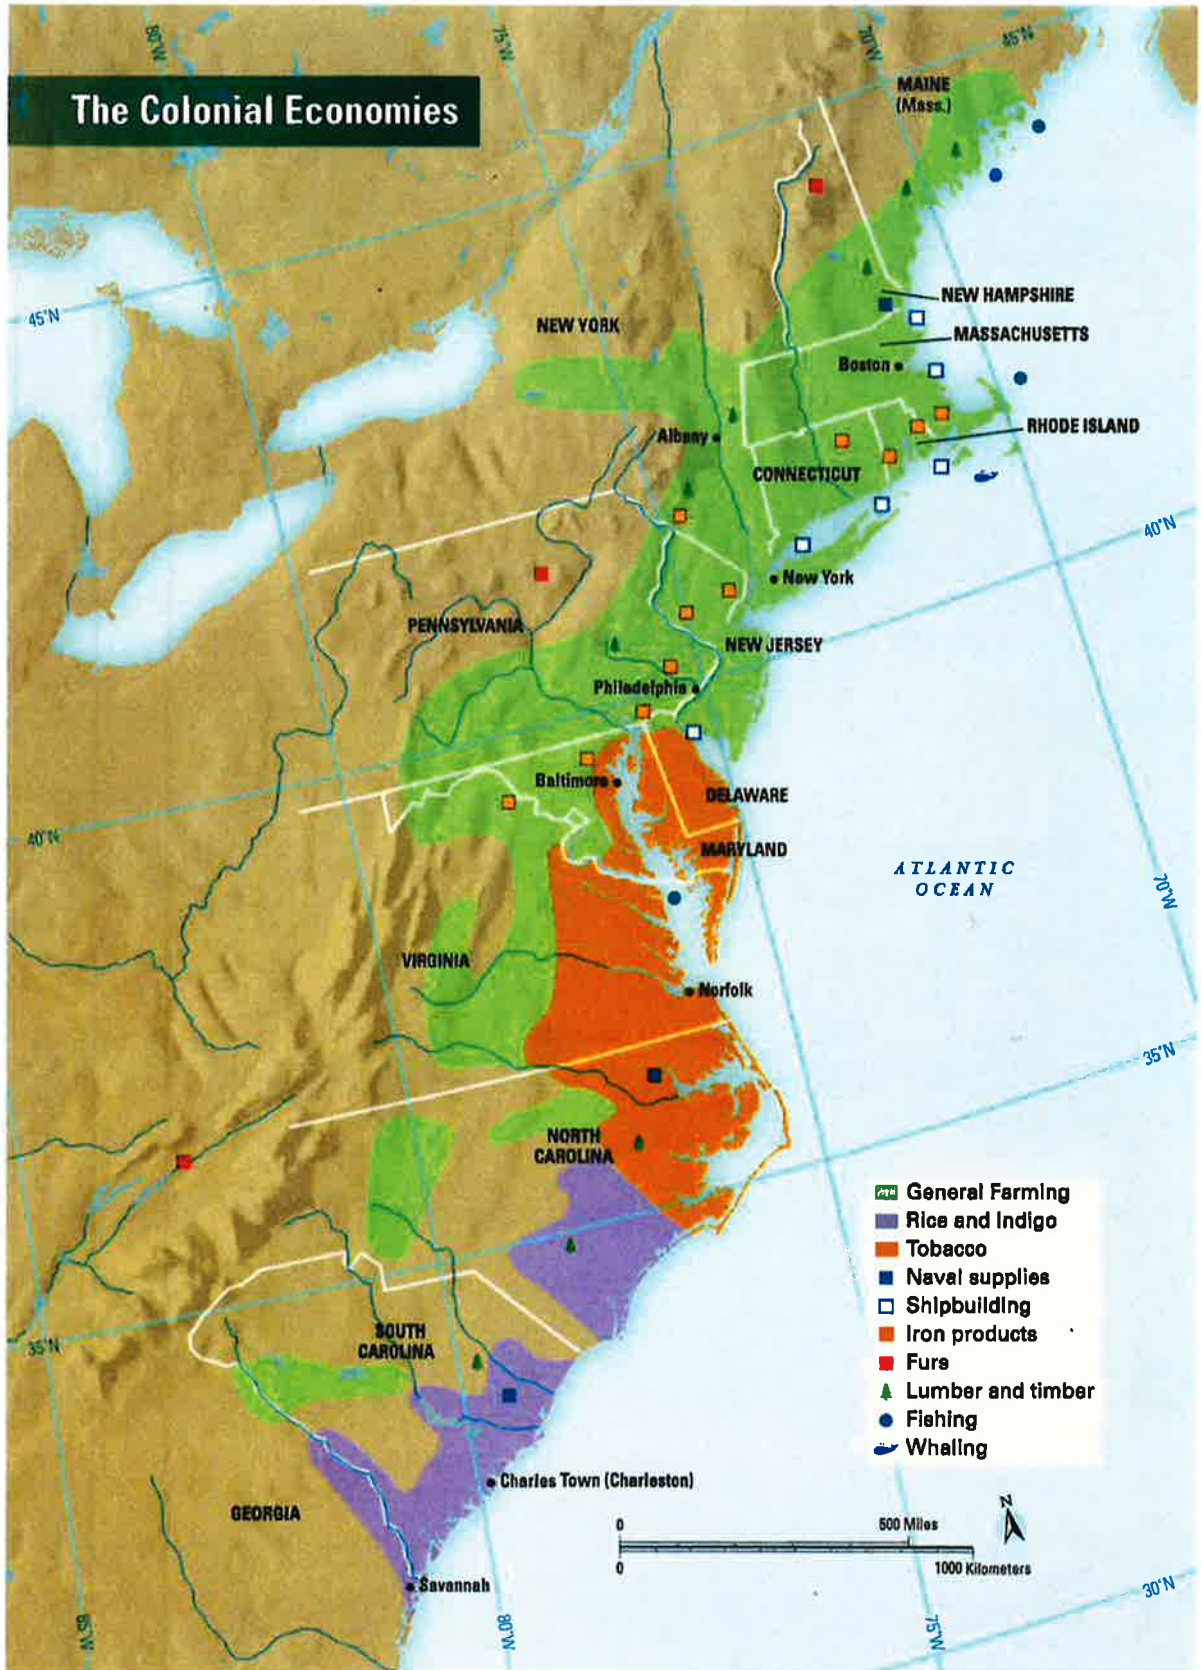 80°W
75°W
70°W
45°N
The Colonial Economies
MAINE
(Mass.)
45°N
NEW YORK
NEW HAMPSHIRE
MASSACHUSETTS
Boston
Albany
RHODE ISLAND
CONNECTICUT
40°N
New York
PENNSYLVANIA
NEW JERSEY
Philadelphia
Baltimore
DELAWARE
40°N
MARYLAND
ATLANTIC
OCEAN
70°W
VIRGINIA
Norfolk
35°N
NORTH
CAROLINA
General Farming
Rice and Indigo
Tobacco
Naval supplies
Shipbuilding
Iron products
Furs
Lumber and timber
Fishing
Whaling
35°N
SOUTH
CAROLINA
Charles Town (Charleston)
GEORGIA
N
0 500 Miles
0 1000 Kilometers
Savannah
30°N
85°W
80°W
75°W